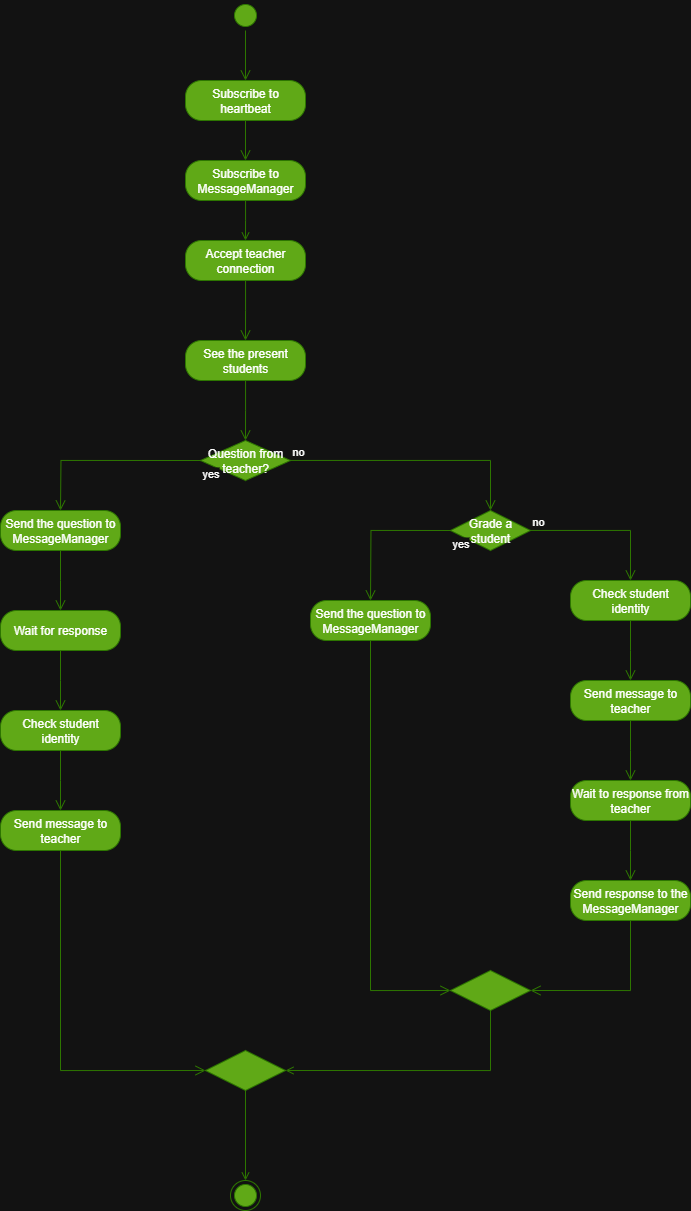 Subscribe to
heartbeat
Subscribe to
MessageManager
Accept teacher
connection
See the present
students
Question from
teacher?
yes
no
Send the question to
MessageManager
Wait for response
Check student
identity
Send message to
teacher
Grade a
student
yes
no
Send the question to
MessageManager
Check student
identity
Send message to
teacher
Wait to response from
teacher
Send response to the
MessageManager